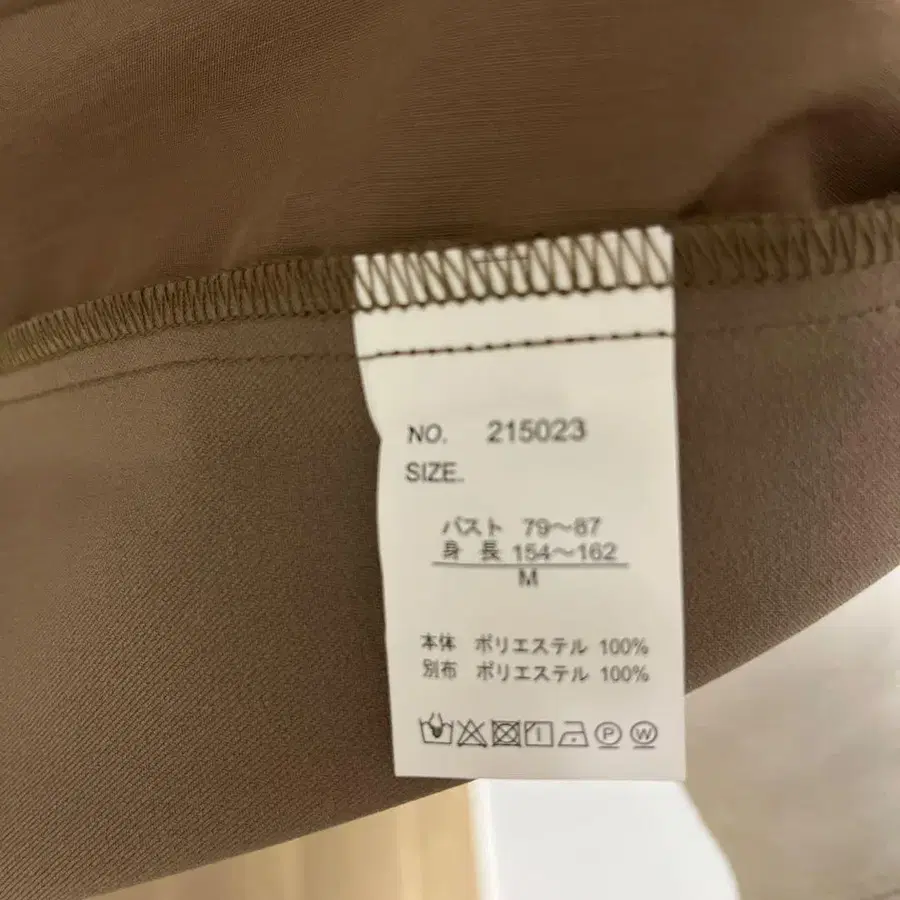 NO. 215023
SIZE.
バスト 79～87
身 長 154～162
M
本体 ポリエステル 100%
別布 ポリエステル 100%
P W